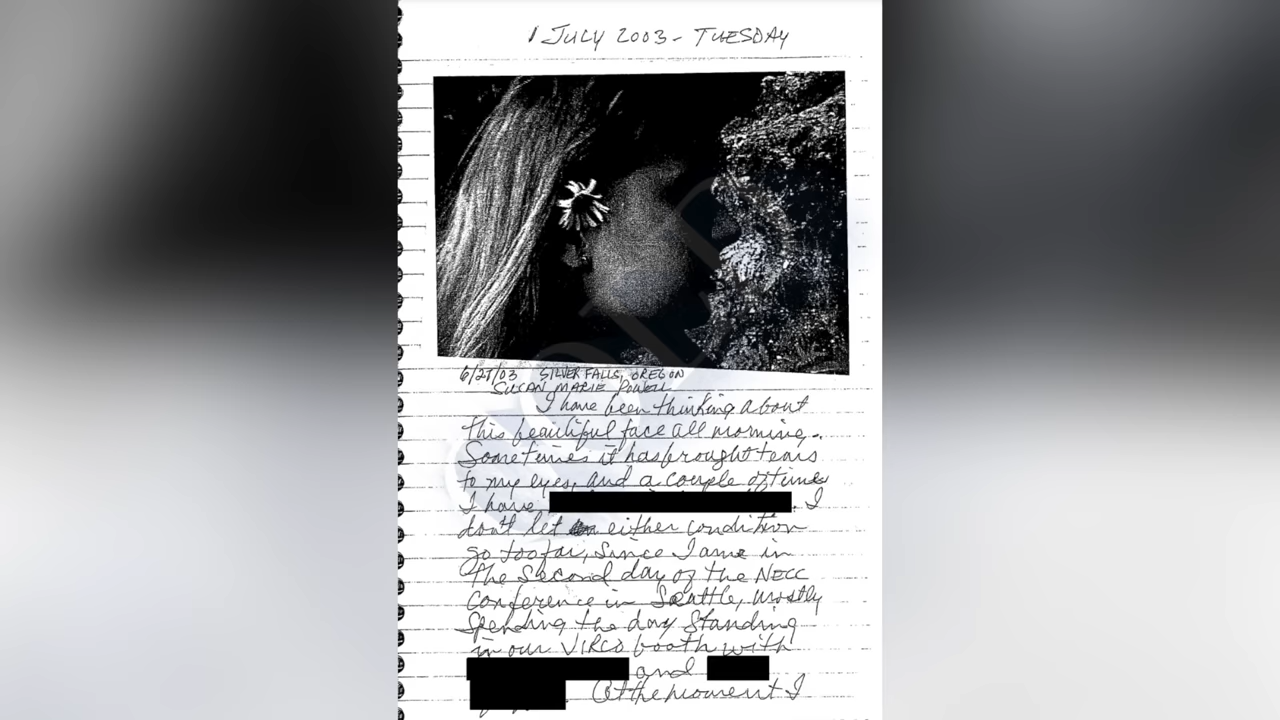 1 JULY 2003 - TUESDAY
6/28/03 SILVER FALLS, OREGON
SUSAN MARIE POWELL
I have been thinking about
this beautiful face all morning.
Sometimes it has brought tears
to my eyes, and a couple of times
I have . I
don't let either condition
go too far, since I am in
the second day of the NECC
conference in Seattle, mostly
spending the day standing
in our VIRCO booth with
and
. At the moment I